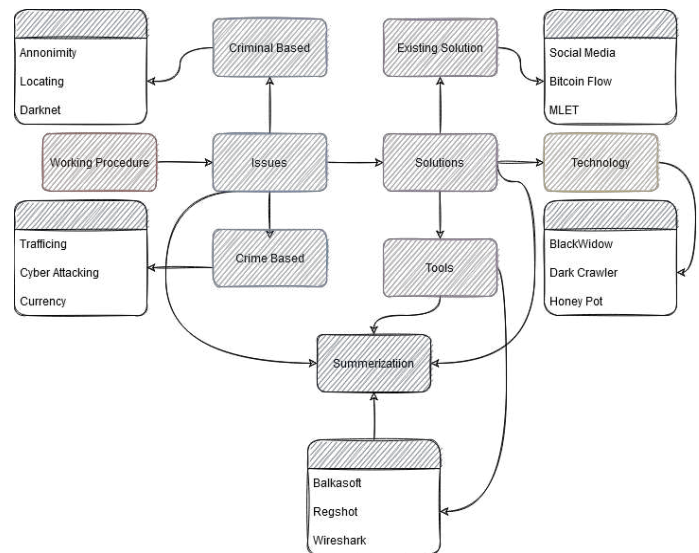 Annonimity
Locating
Darknet
Criminal Based
Existing Solution
Social Media
Bitcoin Flow
MLET
Working Procedure
Issues
Solutions
Technology
Trafficing
Cyber Attacking
Currency
Crime Based
Tools
BlackWidow
Dark Crawler
Honey Pot
Summerizatiion
Balkasoft
Regshot
Wireshark